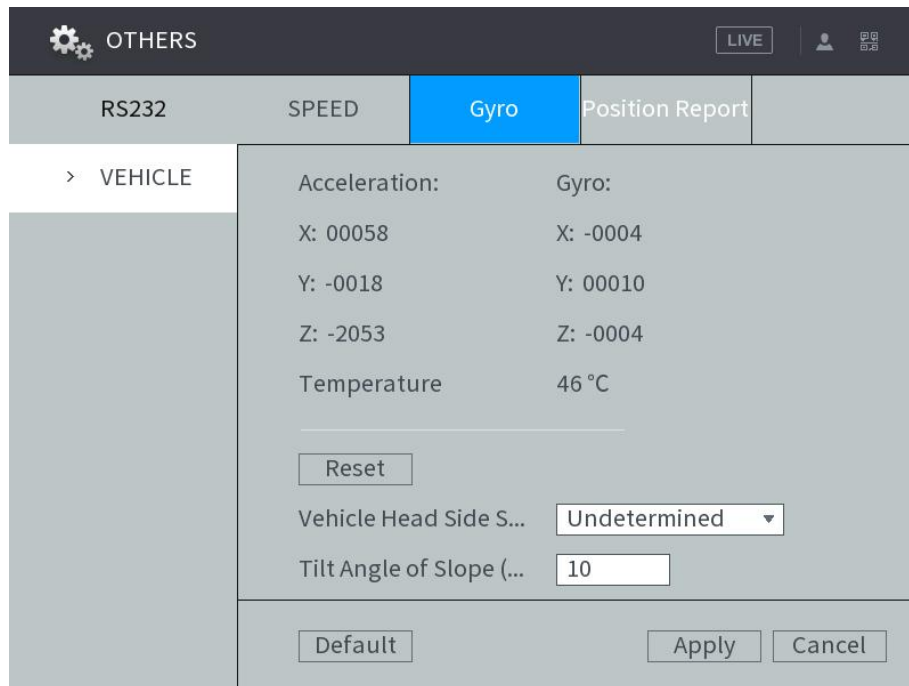 OTHERS LIVE
RS232 SPEED Gyro Position Report
> VEHICLE
Acceleration: Gyro:
X: 00058 X: -0004
Y: -0018 Y: 00010
Z: -2053 Z: -0004
Temperature 46 °C
Reset
Vehicle Head Side S... Undetermined
Tilt Angle of Slope (... 10
Default Apply Cancel